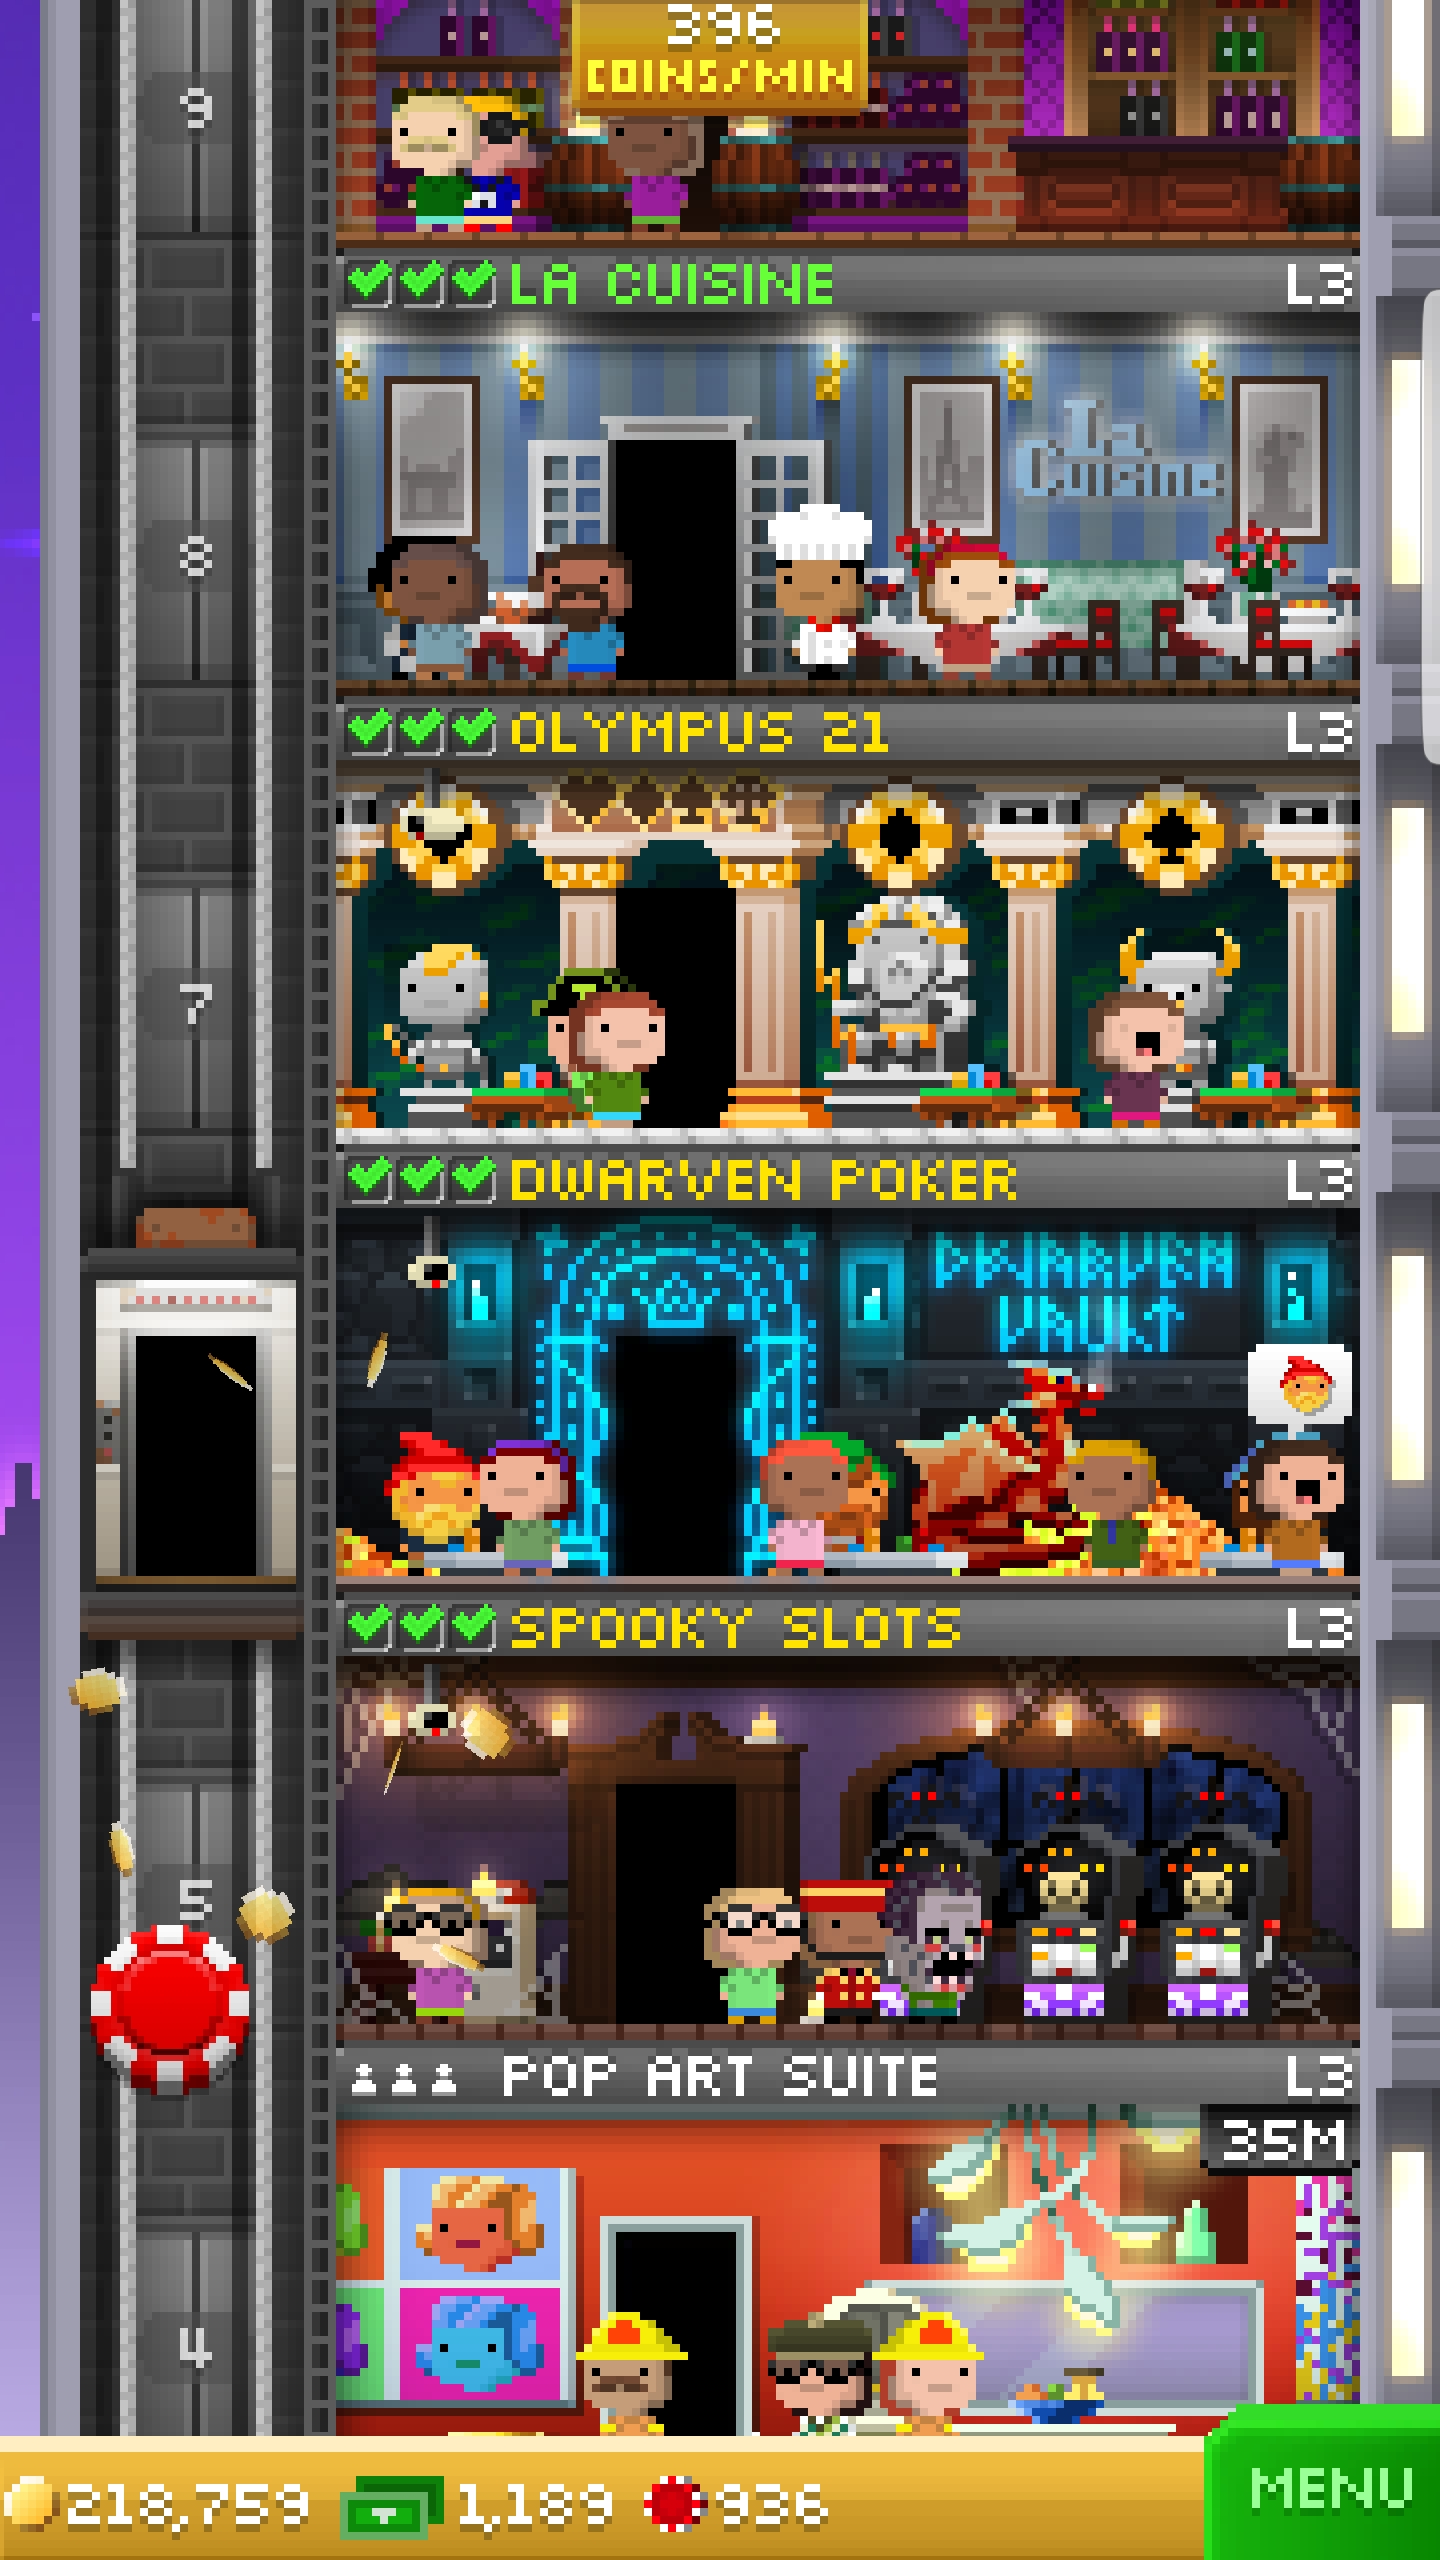 396
COINS/MIN
9
LA CUISINE L3
La
Cuisine
8
OLYMPUS 21 L3
7
DWARVEN POKER L3
DWARVEN
VAULT
SPOOKY SLOTS L3
5
POP ART SUITE L3
35M
4
218,759 1,189 936
MENU